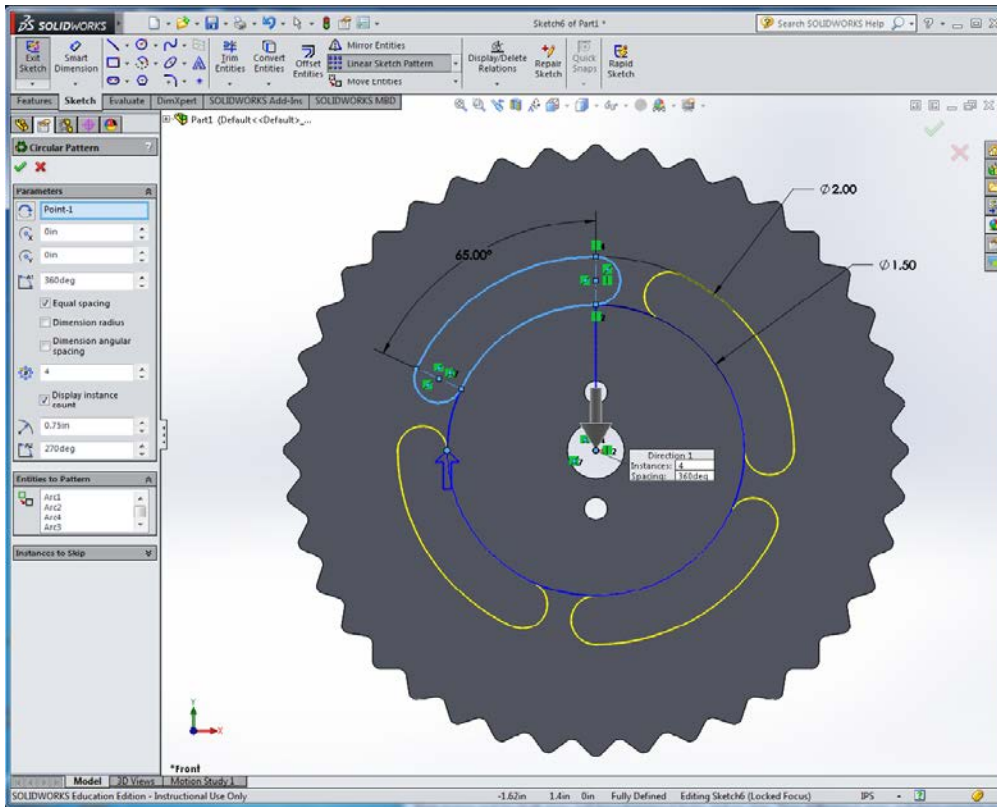 SOLIDWORKS
Sketch6 of Part1 *
Search SOLIDWORKS Help
Exit Sketch
Smart Dimension
Trim Entities
Convert Entities
Offset Entities
Mirror Entities
Linear Sketch Pattern
Move Entities
Display/Delete Relations
Repair Sketch
Quick Snaps
Rapid Sketch
Features Sketch Evaluate DimXpert SOLIDWORKS Add-Ins SOLIDWORKS MBD
Part1 (Default<<Default>_...
Circular Pattern ?
Parameters
Point-1
0in
0in
360deg
Equal spacing
Dimension radius
Dimension angular
spacing
4
Display instance
count
0.75in
270deg
Entities to Pattern
Arc1
Arc2
Arc4
Arc3
Instances to Skip
65.00°
Ø2.00
Ø1.50
Direction 1
Instances: 4
Spacing: 360deg
Y
X
*Front
Model 3D Views Motion Study 1
SOLIDWORKS Education Edition - Instructional Use Only
-1.62in 1.4in 0in Fully Defined Editing Sketch6 (Locked Focus) IPS